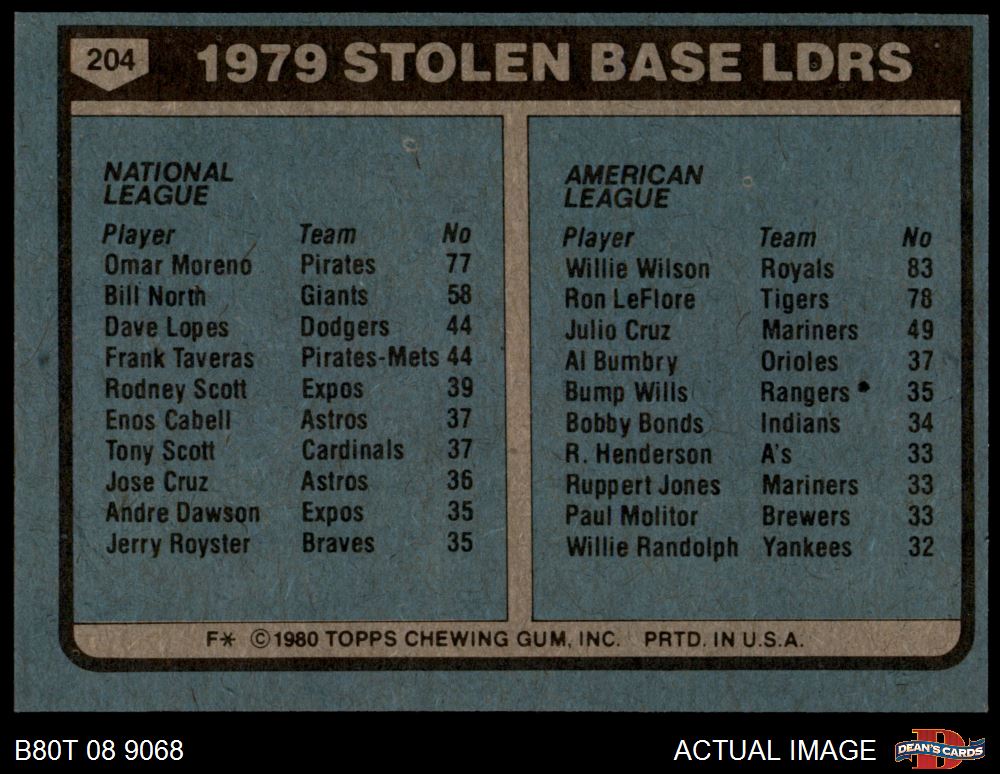 204
1979 STOLEN BASE LDRS
NATIONAL
LEAGUE
Player Team No
Omar Moreno Pirates 77
Bill North Giants 58
Dave Lopes Dodgers 44
Frank Taveras Pirates-Mets 44
Rodney Scott Expos 39
Enos Cabell Astros 37
Tony Scott Cardinals 37
Jose Cruz Astros 36
Andre Dawson Expos 35
Jerry Royster Braves 35
AMERICAN
LEAGUE
Player Team No
Willie Wilson Royals 83
Ron LeFlore Tigers 78
Julio Cruz Mariners 49
Al Bumbry Orioles 37
Bump Wills Rangers 35
Bobby Bonds Indians 34
R. Henderson A's 33
Ruppert Jones Mariners 33
Paul Molitor Brewers 33
Willie Randolph Yankees 32
F* ©1980 TOPPS CHEWING GUM, INC. PRTD. IN U.S.A.
B80T 08 9068
ACTUAL IMAGE
D
DEAN'S CARDS